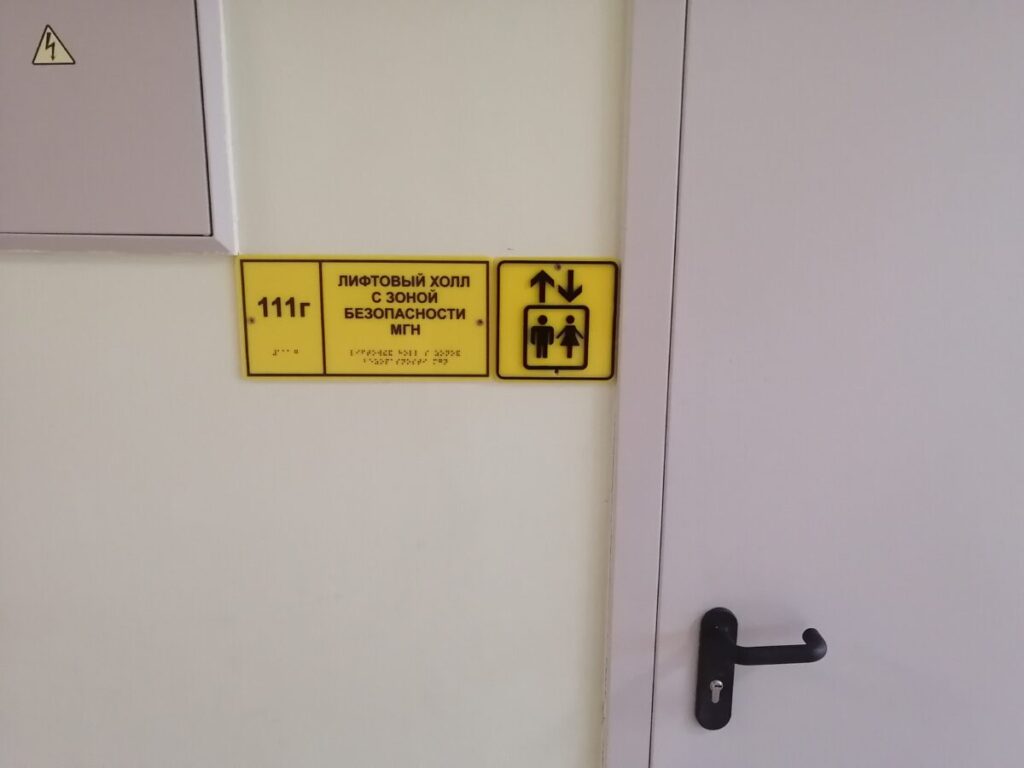 111г
ЛИФТОВЫЙ ХОЛЛ
С ЗОНОЙ
БЕЗОПАСНОСТИ
МГН